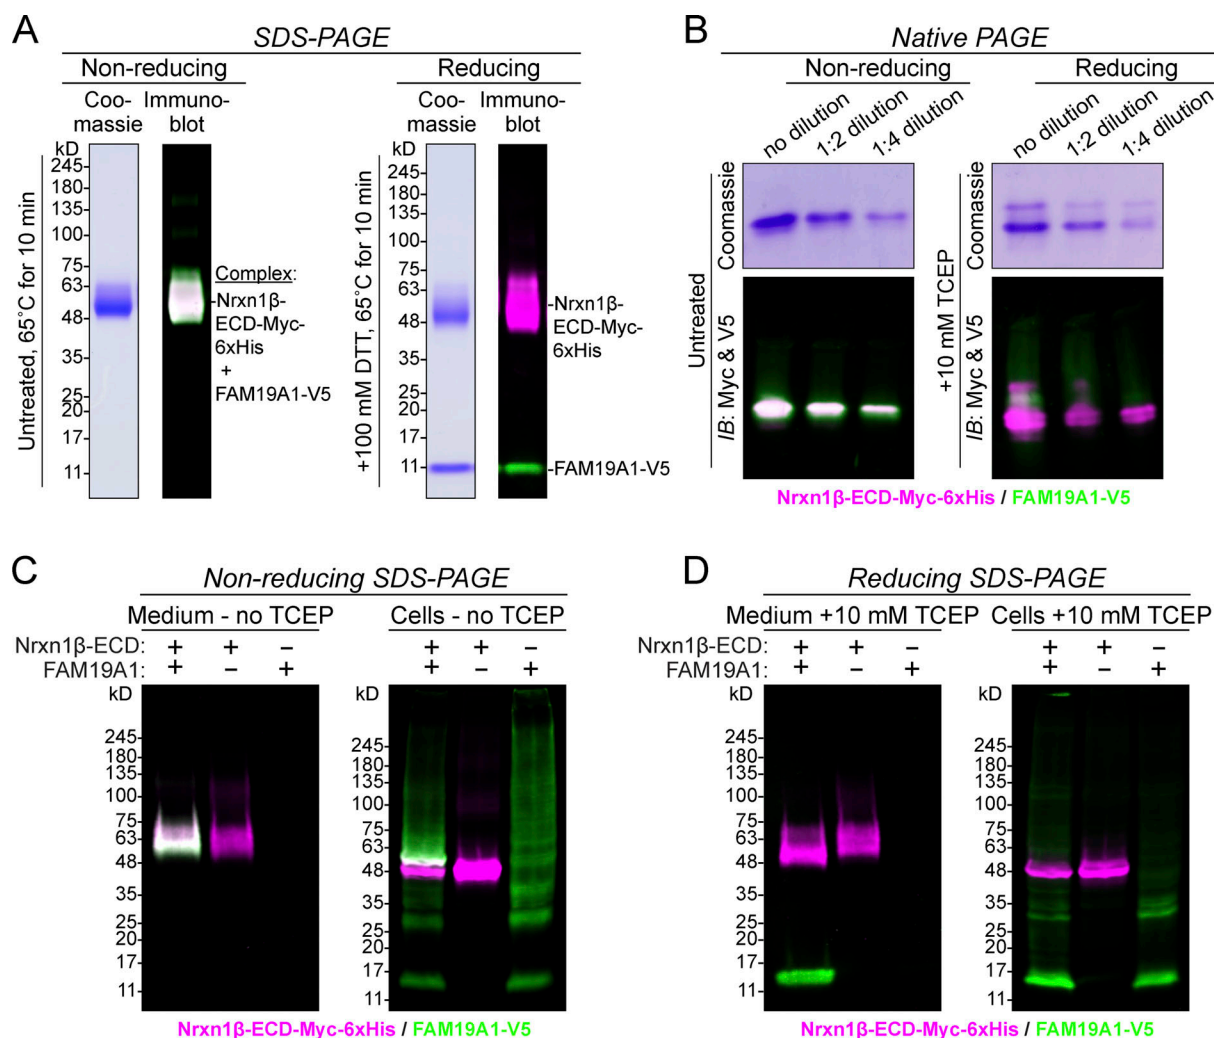 A
SDS-PAGE
Non-reducing
Reducing
Coo-
massie
Immuno-
blot
Coo-
massie
Immuno-
blot
Untreated, 65°C for 10 min
kD
245
180
135
100
75
63
48
35
25
20
17
11
Complex:
-Nrxn1β-
ECD-Myc-
6xHis
+
FAM19A1-V5
+100 mM DTT, 65°C for 10 min
kD
245
180
135
100
75
63
48
35
25
20
17
11
-Nrxn1β-
ECD-Myc-
6xHis
-FAM19A1-V5
B
Native PAGE
Non-reducing
Reducing
no dilution
1:2 dilution
1:4 dilution
no dilution
1:2 dilution
1:4 dilution
Untreated
Coomassie
IB: Myc & V5
+10 mM TCEP
Coomassie
IB: Myc & V5
Nrxn1β-ECD-Myc-6xHis / FAM19A1-V5
C
Non-reducing SDS-PAGE
Medium - no TCEP
Cells - no TCEP
Nrxn1β-ECD: + + – + + –
FAM19A1: + – + + – +
kD
245
180
135
100
75
63
48
35
25
20
17
11
kD
245
180
135
100
75
63
48
35
25
20
17
11
Nrxn1β-ECD-Myc-6xHis / FAM19A1-V5
D
Reducing SDS-PAGE
Medium +10 mM TCEP
Cells +10 mM TCEP
Nrxn1β-ECD: + + – + + –
FAM19A1: + – + + – +
kD
245
180
135
100
75
63
48
35
25
20
17
11
kD
245
180
135
100
75
63
48
35
25
20
17
11
Nrxn1β-ECD-Myc-6xHis / FAM19A1-V5